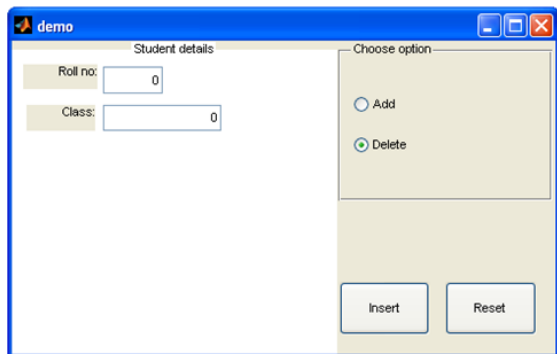 demo
Student details
Roll no: 0
Class: 0
Choose option
Add
Delete
Insert Reset